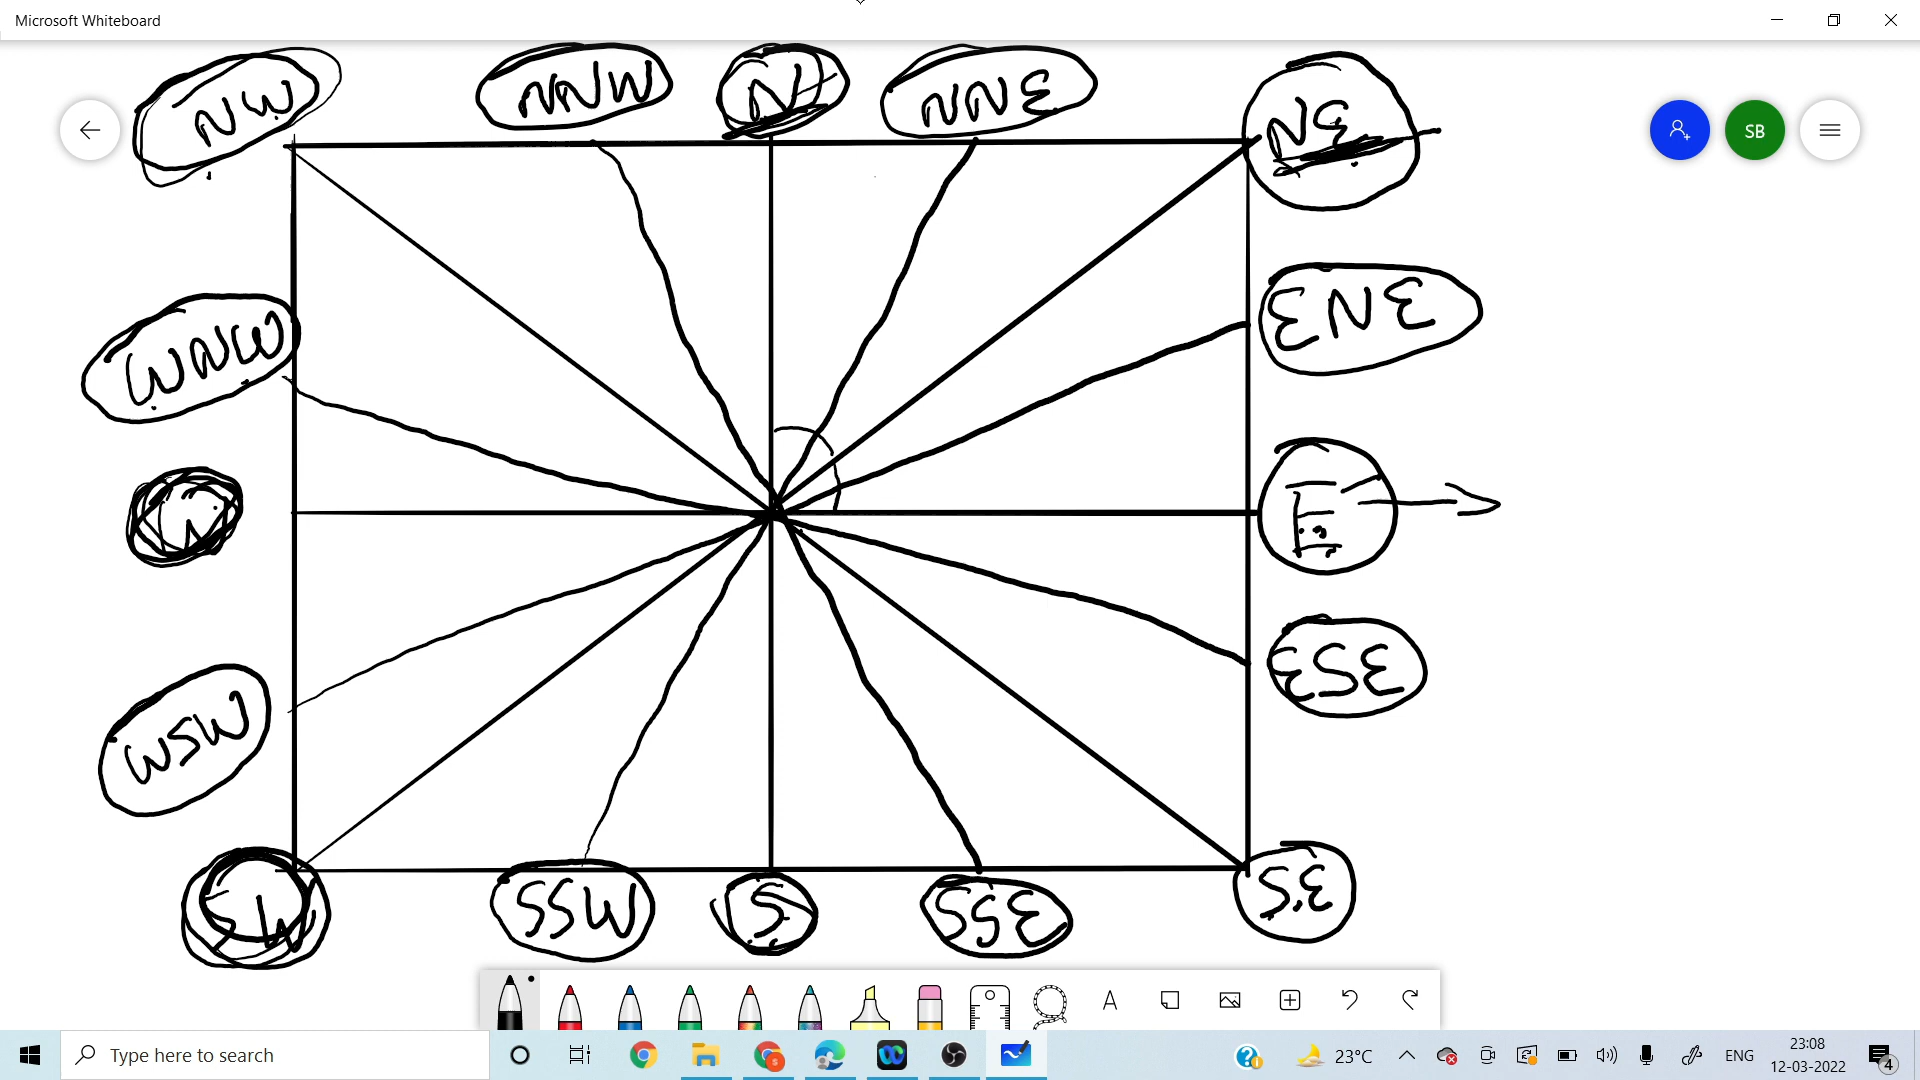 Microsoft Whiteboard
NW
NNW
N
NNE
NE
SB
WNW
ENE
W
E
WSW
ESE
SW
SSW
S
SSE
S.E
A
Type here to search
23°C
ENG
23:08
12-03-2022
4